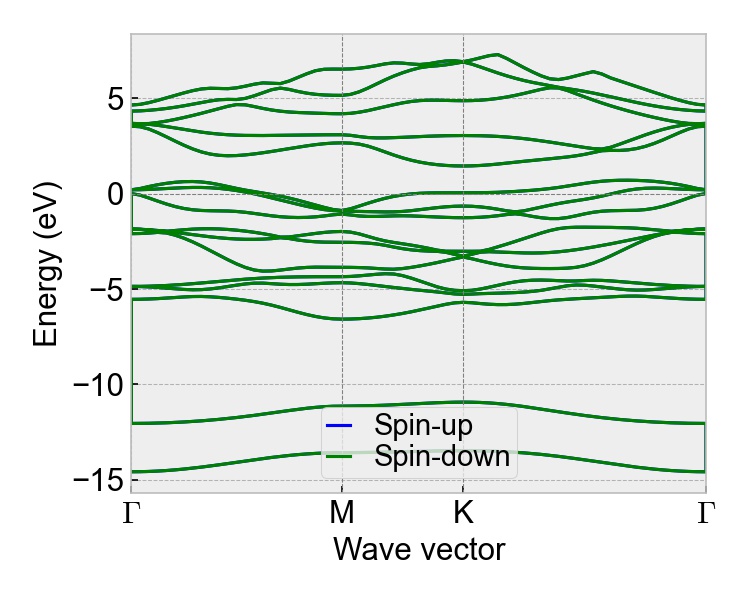 5
0
−5
−10
−15
Energy (eV)
Spin-up
Spin-down
Γ M K Γ
Wave vector